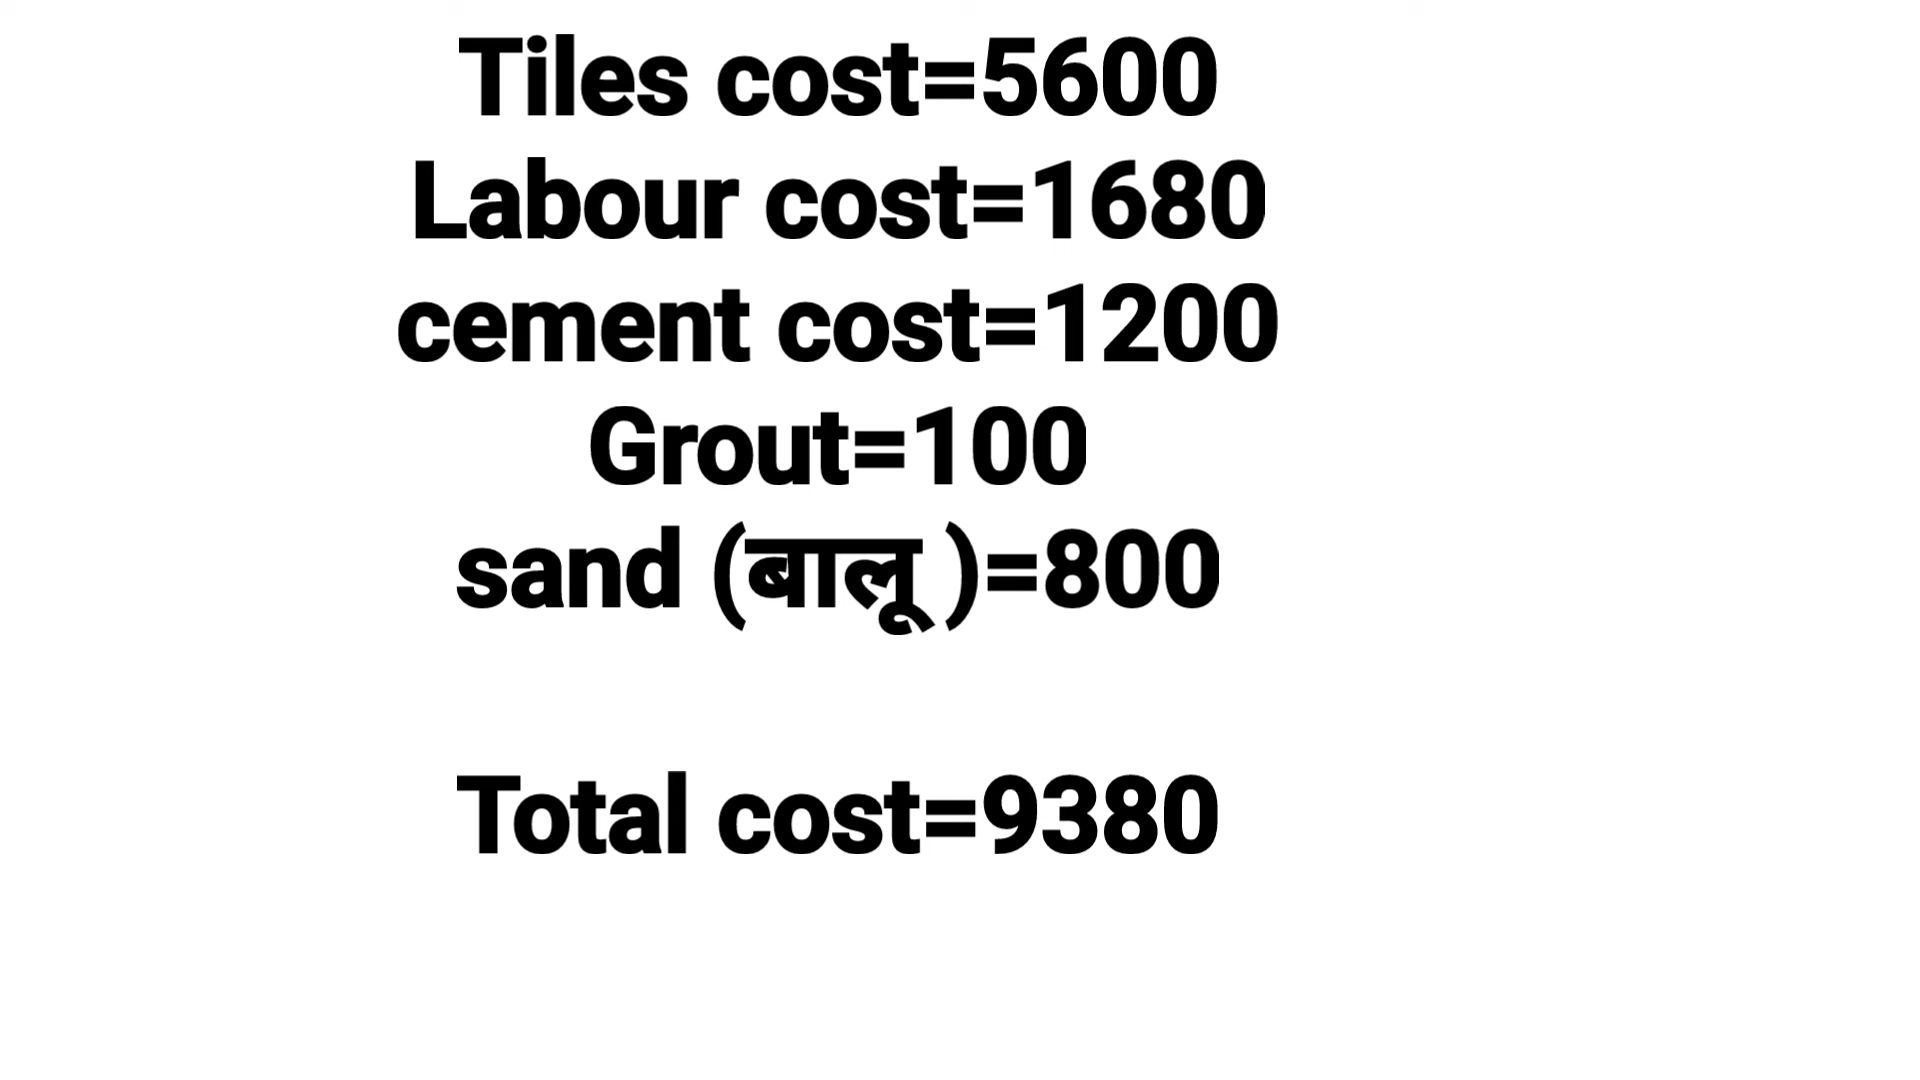 Tiles cost=5600
Labour cost=1680
cement cost=1200
Grout=100
sand (बालू )=800
Total cost=9380